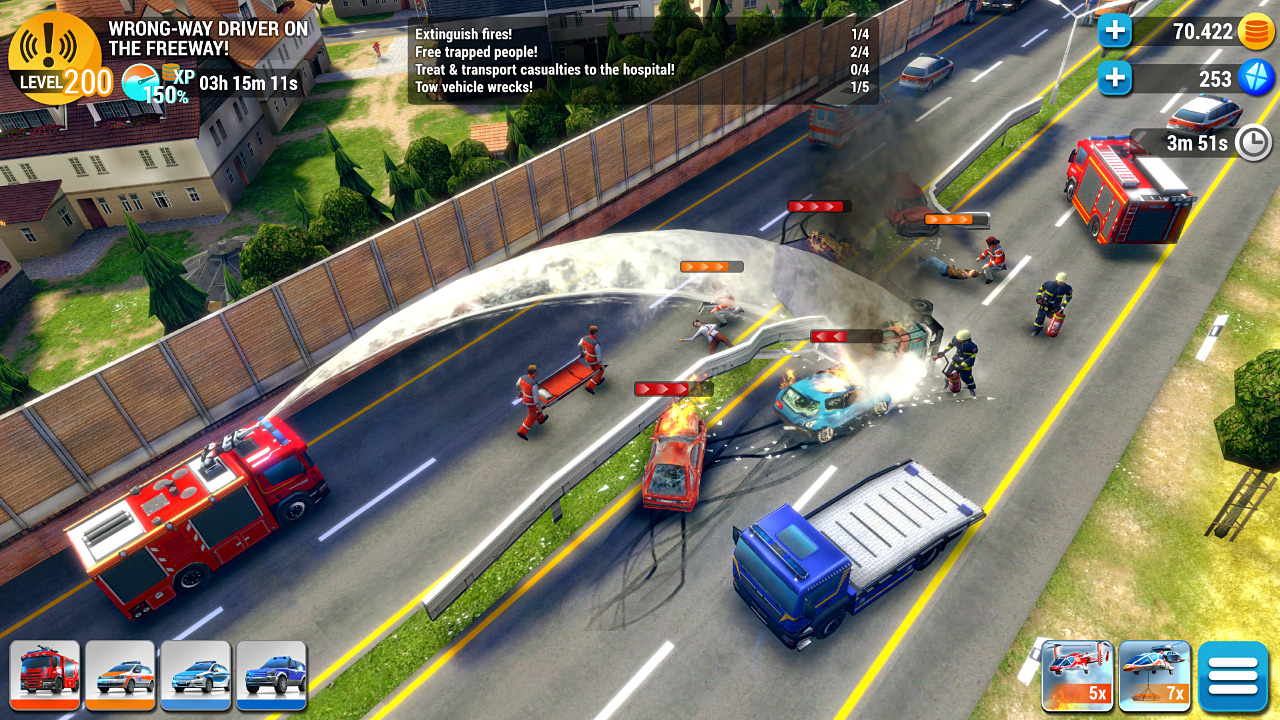 WRONG-WAY DRIVER ON
THE FREEWAY!
LEVEL 200
XP
150%
03h 15m 11s
Extinguish fires! 1/4
Free trapped people! 2/4
Treat & transport casualties to the hospital! 0/4
Tow vehicle wrecks! 1/5
70.422
253
3m 51s
5x
7x